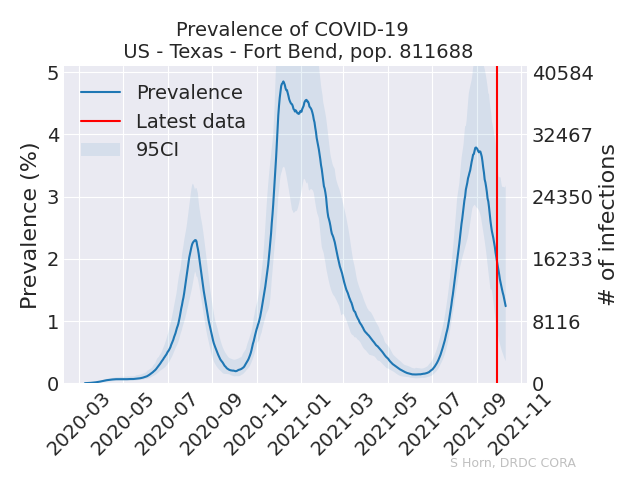 Prevalence of COVID-19
US - Texas - Fort Bend, pop. 811688
Prevalence
Latest data
95CI
Prevalence (%)
5
4
3
2
1
0
40584
32467
24350
16233
8116
0
# of infections
2020-03
2020-05
2020-07
2020-09
2020-11
2021-01
2021-03
2021-05
2021-07
2021-09
2021-11
S Horn, DRDC CORA